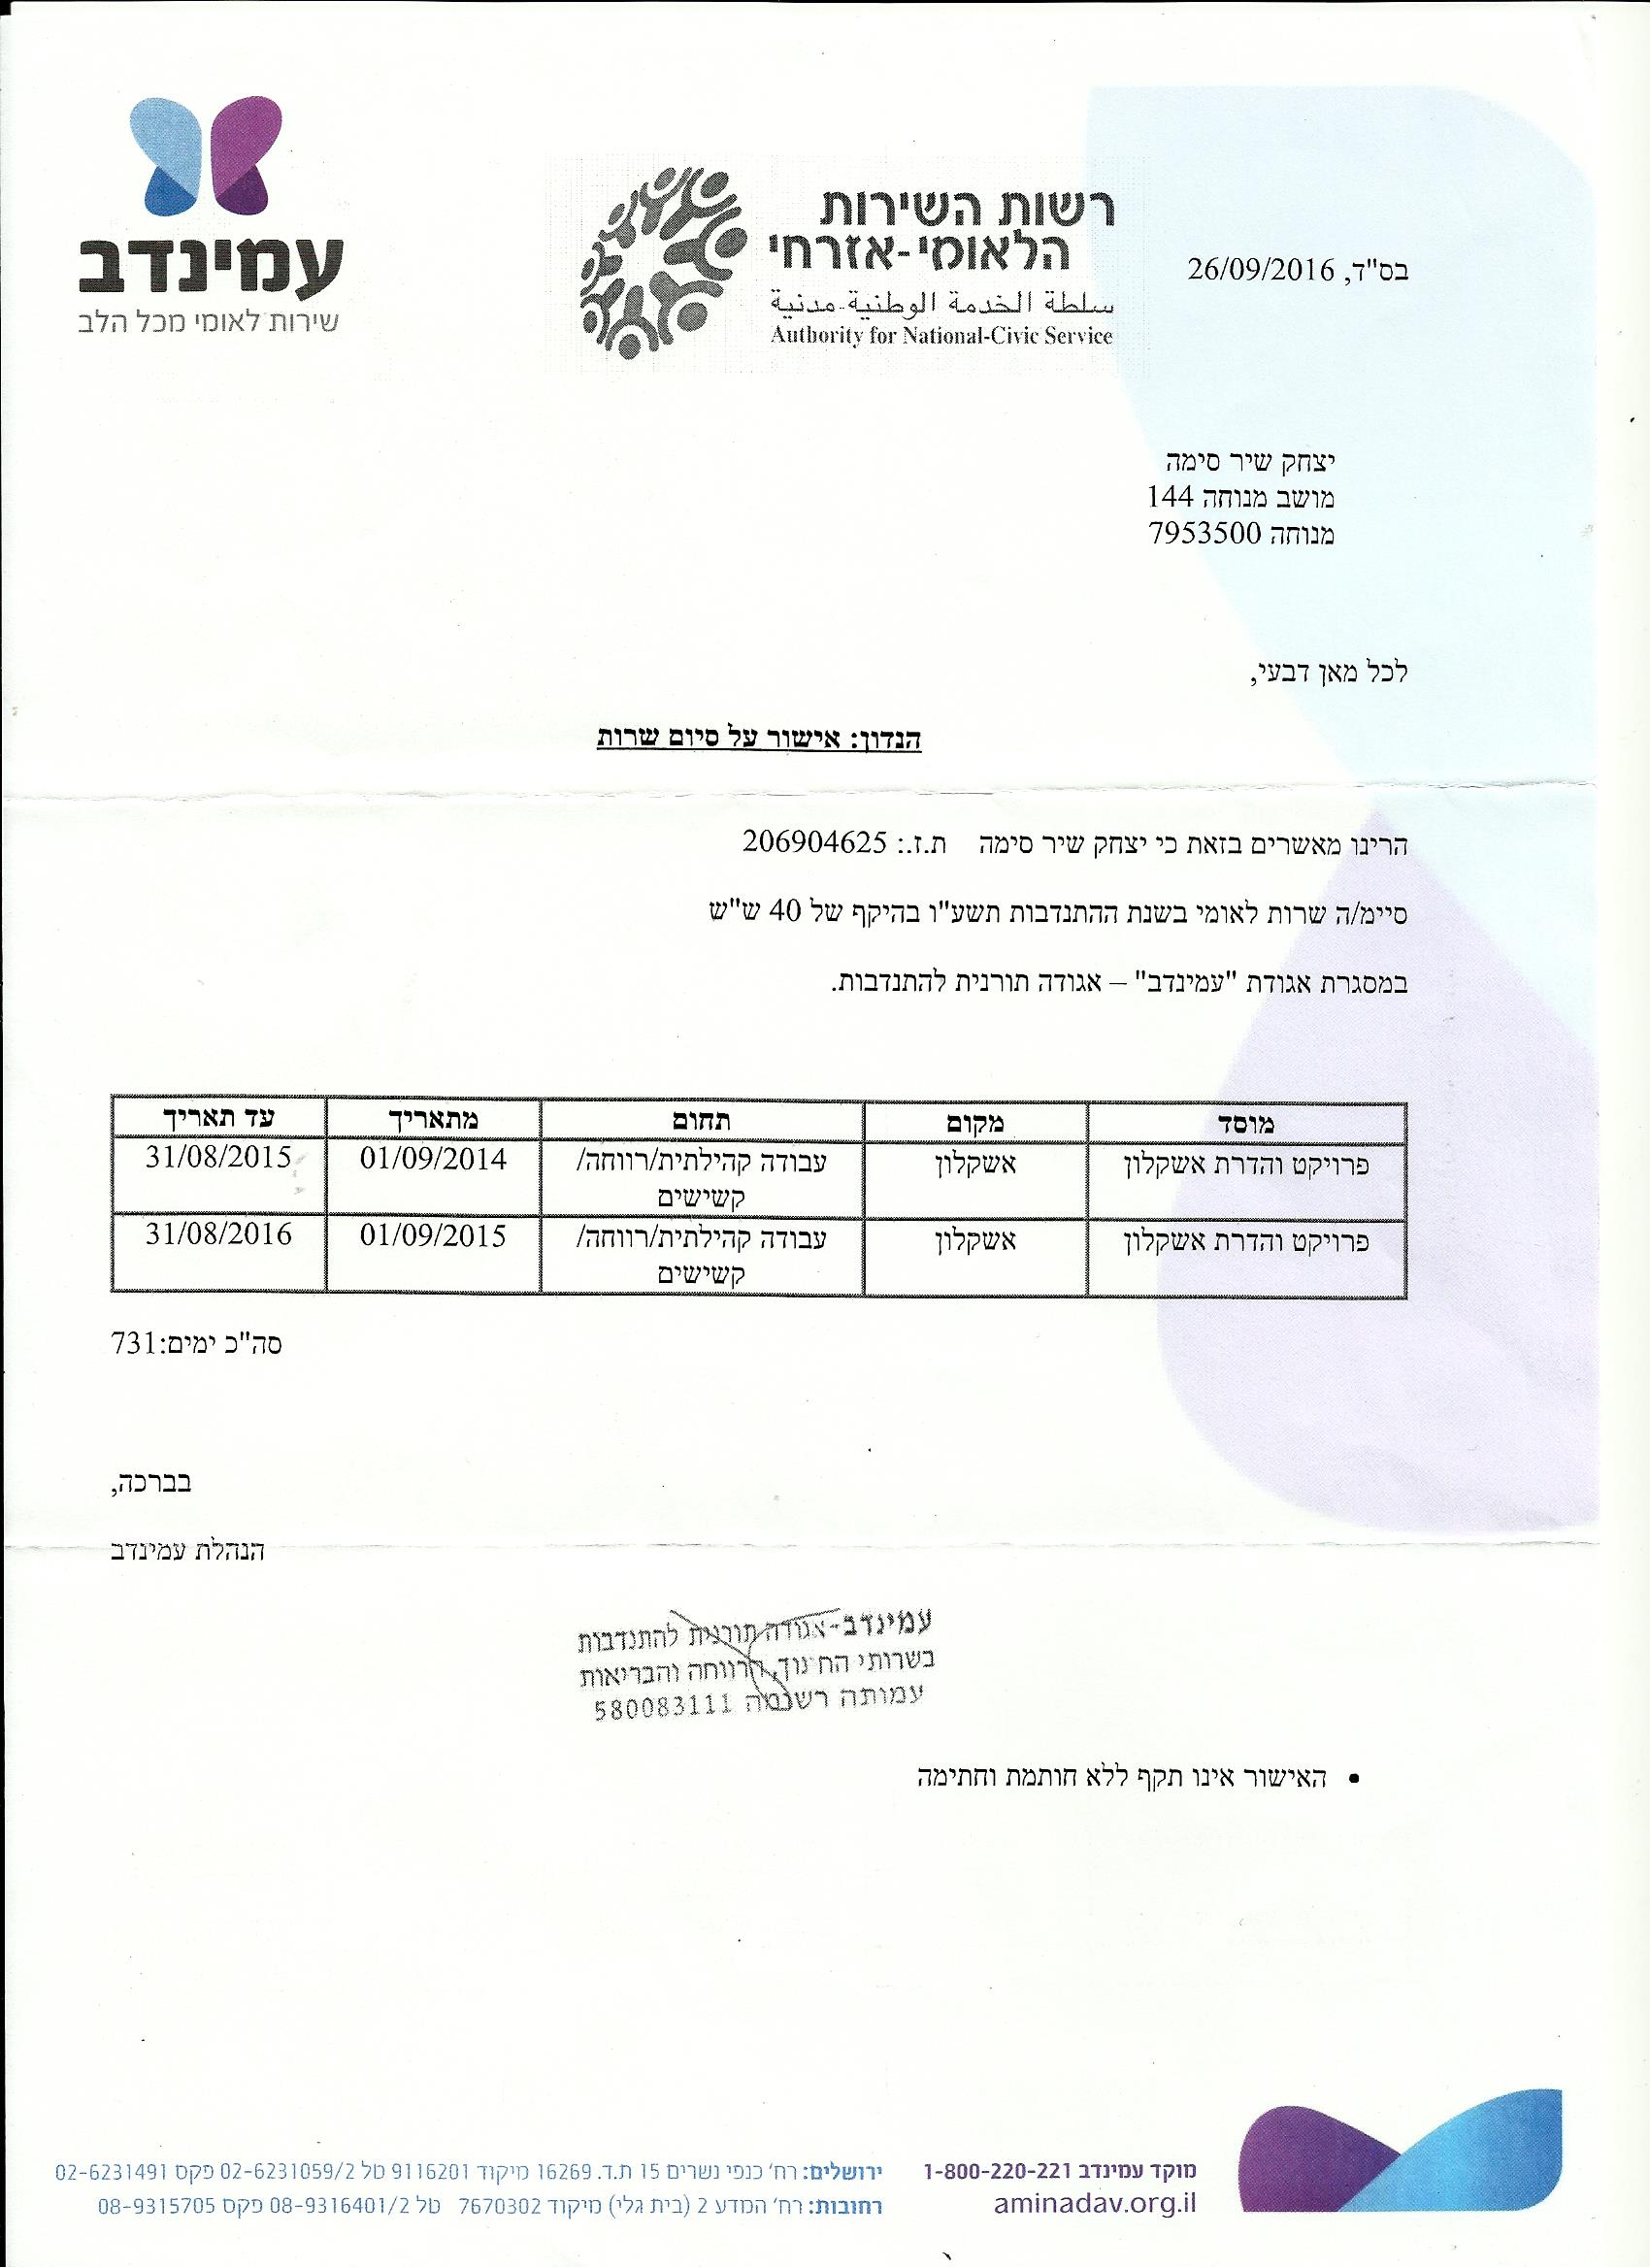 עמינדב
שירות לאומי מכל הלב
רשות השירות
הלאומי-אזרחי
سلطة الخدمة الوطنية-مدنية
Authority for National-Civic Service
בס"ד, 26/09/2016
יצחק שיר סימה
מושב מנוחה 144
מנוחה 7953500
לכל מאן דבעי,
הנדון: אישור על סיום שרות
הרינו מאשרים בזאת כי יצחק שיר סימה ת.ז.: 206904625
סיימ/ה שרות לאומי בשנת ההתנדבות תשע"ו בהיקף של 40 ש"ש
במסגרת אגודת "עמינדב" – אגודה תורנית להתנדבות.
מוסד מקום תחום מתאריך עד תאריך
פרויקט והדרת אשקלון אשקלון עבודה קהילתית/רווחה/ 01/09/2014 31/08/2015
קשישים
פרויקט והדרת אשקלון אשקלון עבודה קהילתית/רווחה/ 01/09/2015 31/08/2016
קשישים
סה"כ ימים:731
בברכה,
הנהלת עמינדב
עמינדב-אגודה תורנית להתנדבות
בשרותי החינוך, הרווחה והבריאות
עמותה רשומה 580083111
• האישור אינו תקף ללא חותמת וחתימה
מוקד עמינדב 1-800-220-221
aminadav.org.il
ירושלים: רח' כנפי נשרים 15 ת.ד. 16269 מיקוד 9116201 טל 02-6231059/2 פקס 02-6231491
רחובות: רח' המדע 2 (בית גלי) מיקוד 7670302 טל 08-9316401/2 פקס 08-9315705